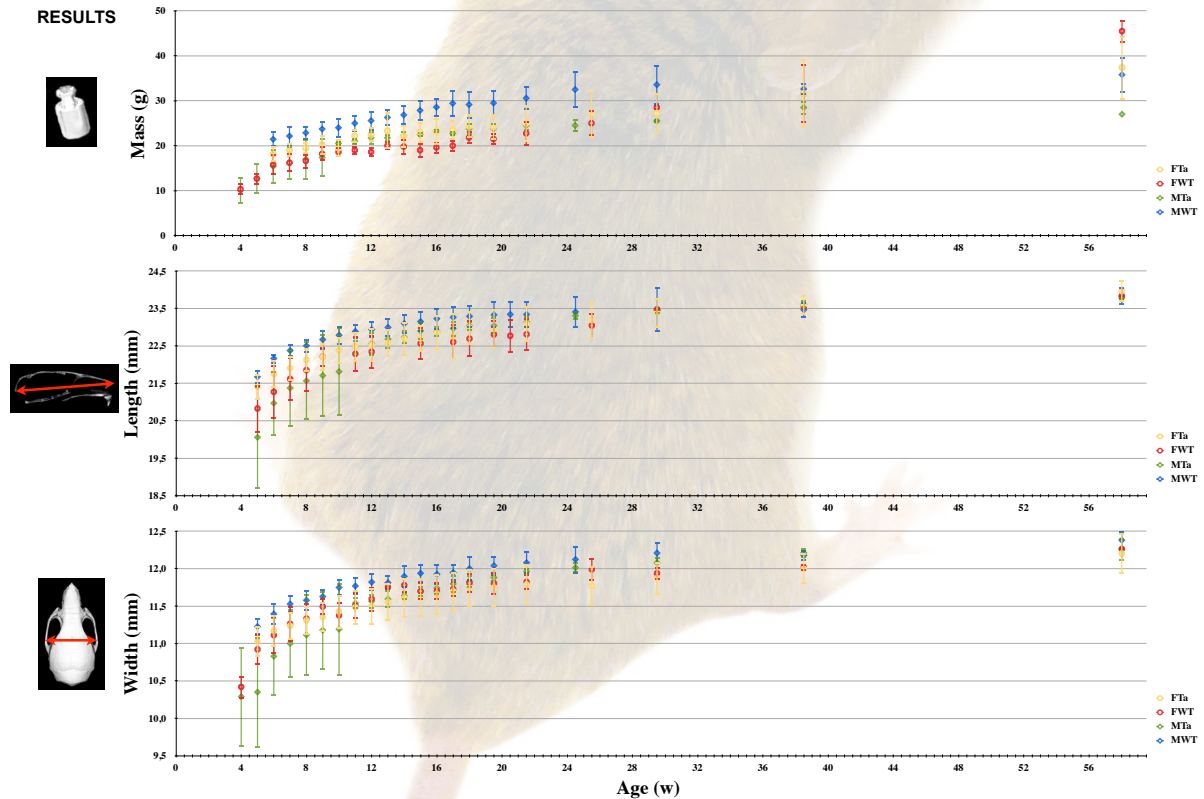 RESULTS
Mass (g)
50
40
30
20
10
0
0 4 8 12 16 20 24 28 32 36 40 44 48 52 56
FTa
FWT
MTa
MWT
Length (mm)
24,5
23,5
22,5
21,5
20,5
19,5
18,5
0 4 8 12 16 20 24 28 32 36 40 44 48 52 56
FTa
FWT
MTa
MWT
Width (mm)
12,5
12,0
11,5
11,0
10,5
10,0
9,5
0 4 8 12 16 20 24 28 32 36 40 44 48 52 56
FTa
FWT
MTa
MWT
Age (w)